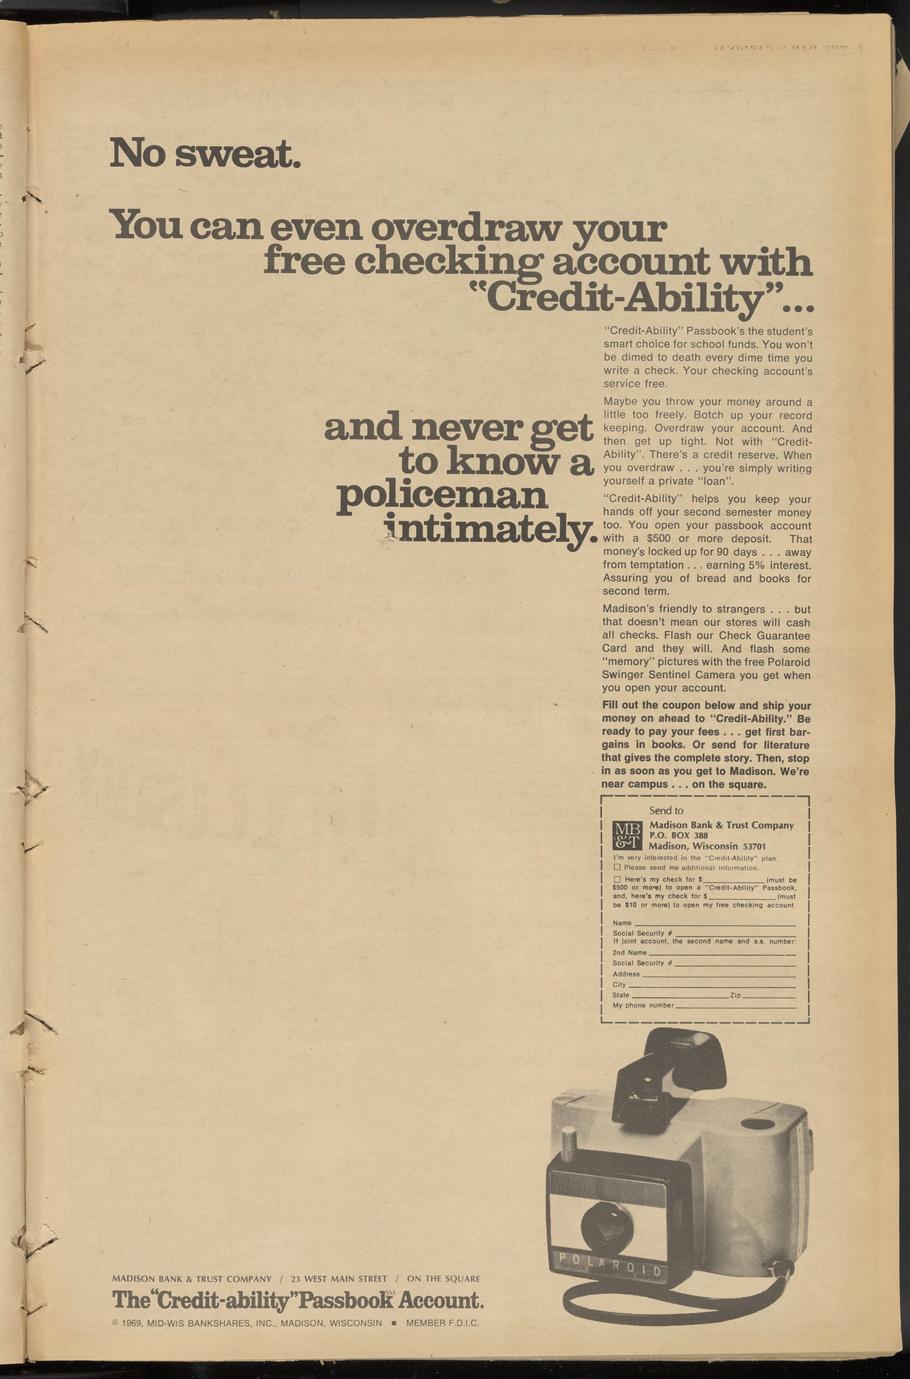 No sweat.
You can even overdraw your
free checking account with
"Credit-Ability"...
and never get
to know a
policeman
intimately.
"Credit-Ability" Passbook's the student's
smart choice for school funds. You won't
be dimed to death every dime time you
write a check. Your checking account's
service free.
Maybe you throw your money around a
little too freely. Botch up your record
keeping. Overdraw your account. And
then get up tight. Not with "Credit-
Ability". There's a credit reserve. When
you overdraw . . . you're simply writing
yourself a private "loan".
"Credit-Ability" helps you keep your
hands off your second semester money
too. You open your passbook account
with a $500 or more deposit. That
money's locked up for 90 days . . . away
from temptation . . . earning 5% interest.
Assuring you of bread and books for
second term.
Madison's friendly to strangers . . . but
that doesn't mean our stores will cash
all checks. Flash our Check Guarantee
Card and they will. And flash some
"memory" pictures with the free Polaroid
Swinger Sentinel Camera you get when
you open your account.
Fill out the coupon below and ship your
money on ahead to "Credit-Ability." Be
ready to pay your fees . . . get first bar-
gains in books. Or send for literature
that gives the complete story. Then, stop
in as soon as you get to Madison. We're
near campus . . . on the square.
Send to
MB
&T
Madison Bank & Trust Company
P.O. BOX 388
Madison, Wisconsin 53701
I'm very interested in the "Credit-Ability" plan.
☐ Please send me additional information.
☐ Here's my check for $____________ (must be
$500 or more) to open a "Credit-Ability" Passbook,
and, here's my check for $____________ (must
be $10 or more) to open my free checking account.
Name
Social Security #
If joint account, the second name and s.s. number:
2nd Name
Social Security #
Address
City
State Zip
My phone number
POLAROID
MADISON BANK & TRUST COMPANY / 23 WEST MAIN STREET / ON THE SQUARE
The "Credit-ability" Passbook℠ Account.
© 1969, MID-WIS BANKSHARES, INC., MADISON, WISCONSIN ■ MEMBER F.D.I.C.